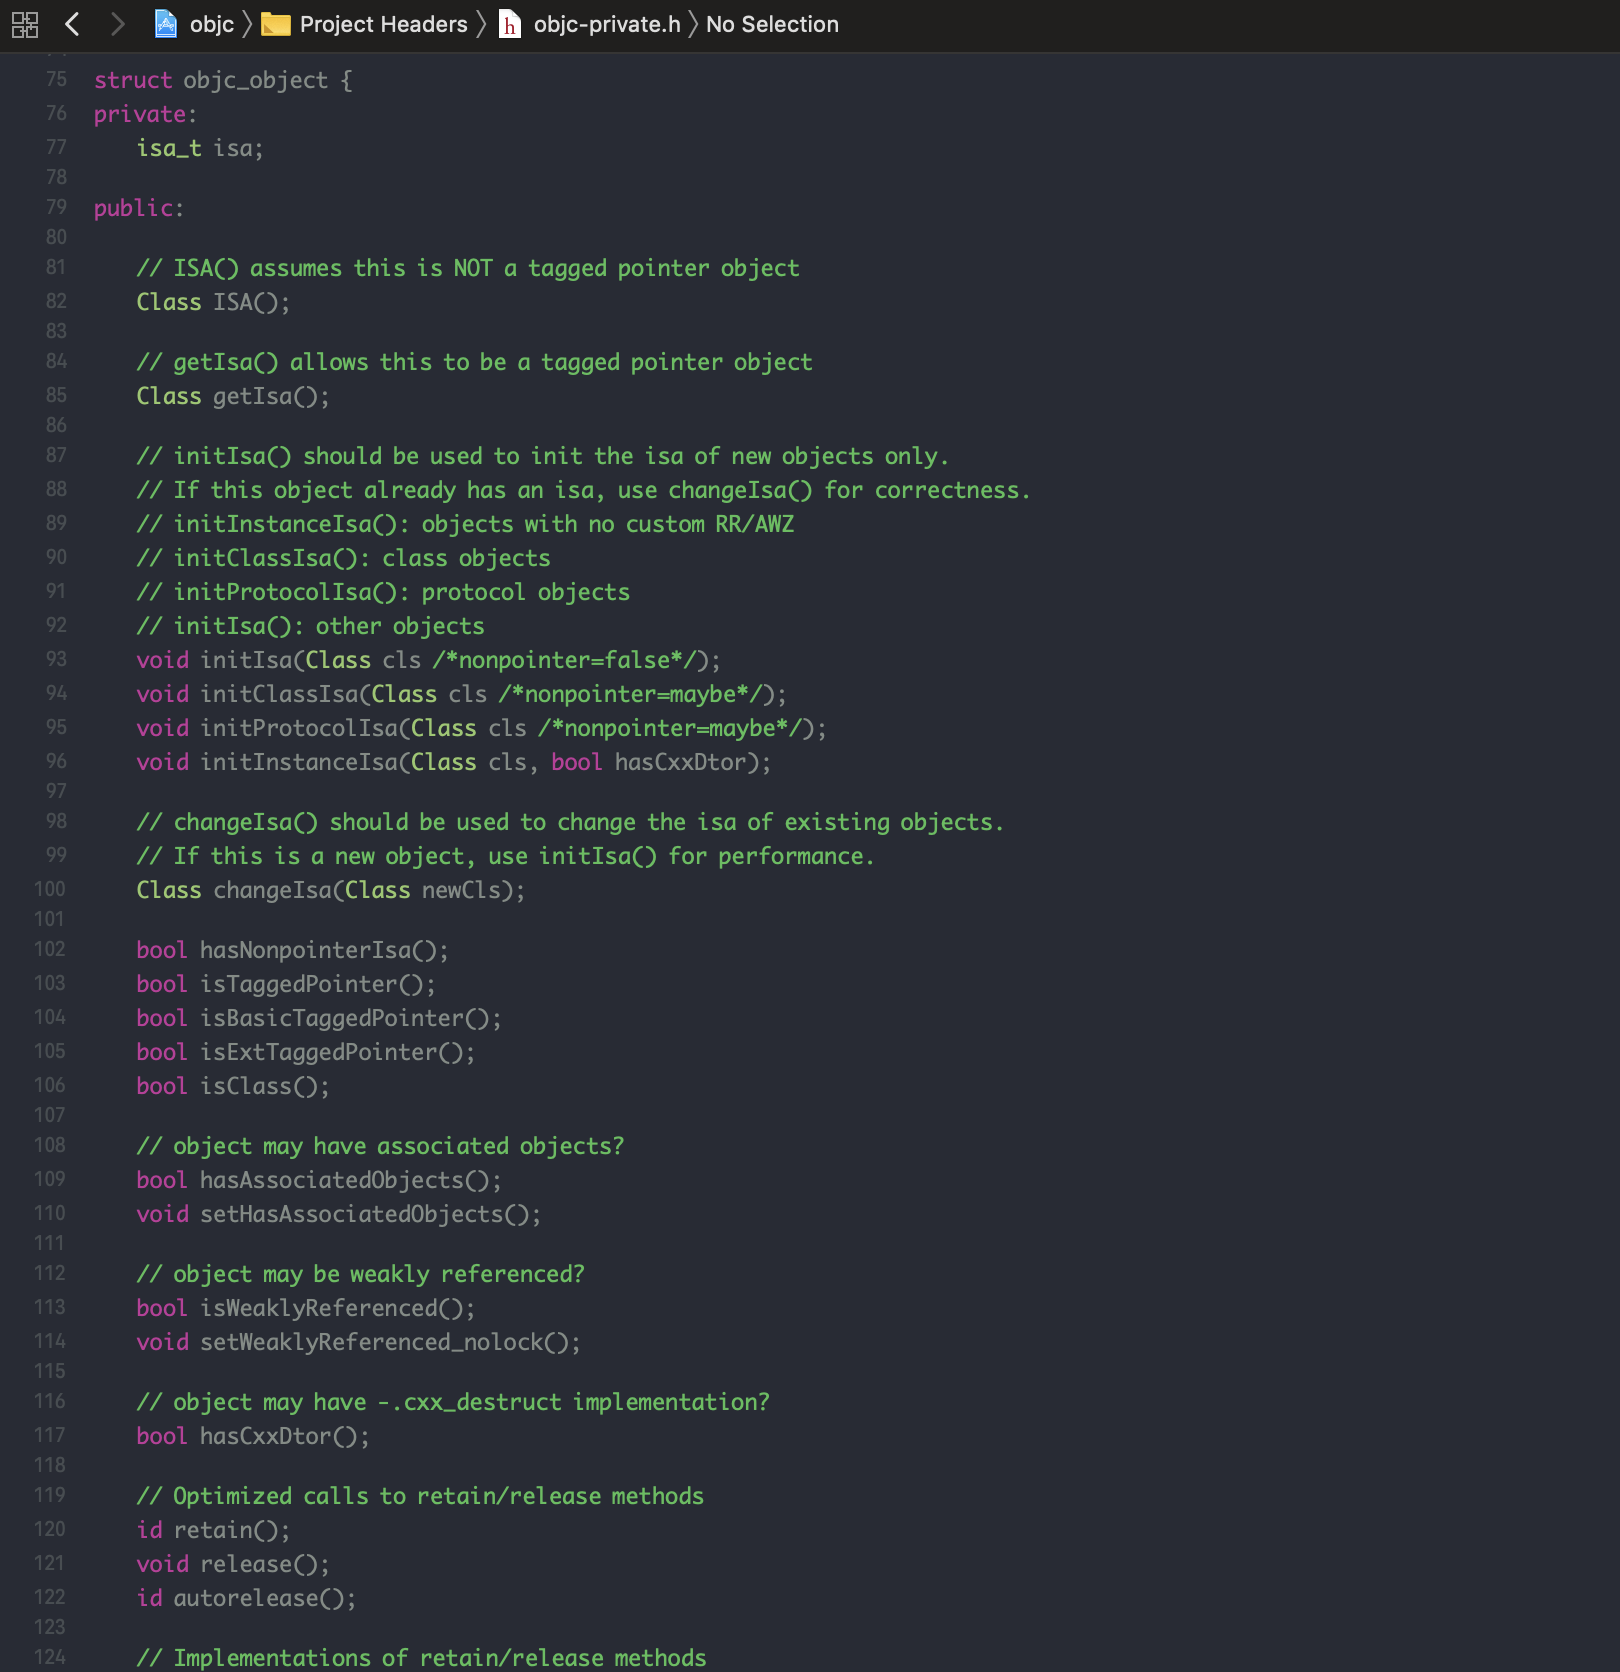 objc 〉 Project Headers 〉 objc-private.h 〉 No Selection
75 struct objc_object {
76 private:
77 isa_t isa;
78
79 public:
80
81 // ISA() assumes this is NOT a tagged pointer object
82 Class ISA();
83
84 // getIsa() allows this to be a tagged pointer object
85 Class getIsa();
86
87 // initIsa() should be used to init the isa of new objects only.
88 // If this object already has an isa, use changeIsa() for correctness.
89 // initInstanceIsa(): objects with no custom RR/AWZ
90 // initClassIsa(): class objects
91 // initProtocolIsa(): protocol objects
92 // initIsa(): other objects
93 void initIsa(Class cls /*nonpointer=false*/);
94 void initClassIsa(Class cls /*nonpointer=maybe*/);
95 void initProtocolIsa(Class cls /*nonpointer=maybe*/);
96 void initInstanceIsa(Class cls, bool hasCxxDtor);
97
98 // changeIsa() should be used to change the isa of existing objects.
99 // If this is a new object, use initIsa() for performance.
100 Class changeIsa(Class newCls);
101
102 bool hasNonpointerIsa();
103 bool isTaggedPointer();
104 bool isBasicTaggedPointer();
105 bool isExtTaggedPointer();
106 bool isClass();
107
108 // object may have associated objects?
109 bool hasAssociatedObjects();
110 void setHasAssociatedObjects();
111
112 // object may be weakly referenced?
113 bool isWeaklyReferenced();
114 void setWeaklyReferenced_nolock();
115
116 // object may have -.cxx_destruct implementation?
117 bool hasCxxDtor();
118
119 // Optimized calls to retain/release methods
120 id retain();
121 void release();
122 id autorelease();
123
124 // Implementations of retain/release methods